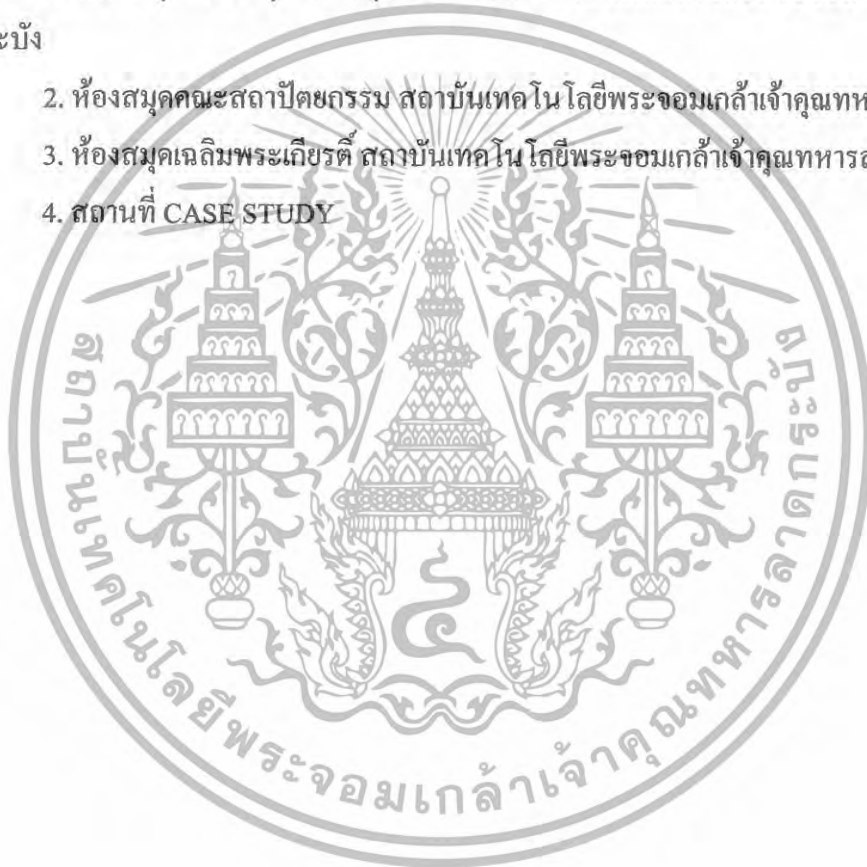 ะบัง
2. ห้องสมุดคณะสถาปัตยกรรม สถาบันเทคโนโลยีพระจอมเกล้าเจ้าคุณทห
3. ห้องสมุดเฉลิมพระเกียรติ์ สถาบันเทคโนโลยีพระจอมเกล้าเจ้าคุณทหารล
4. สถานที่ CASE STUDY
๔
สถาบันเทคโนโลยีพระจอมเกล้าเจ้าคุณทหารลาดกระบัง